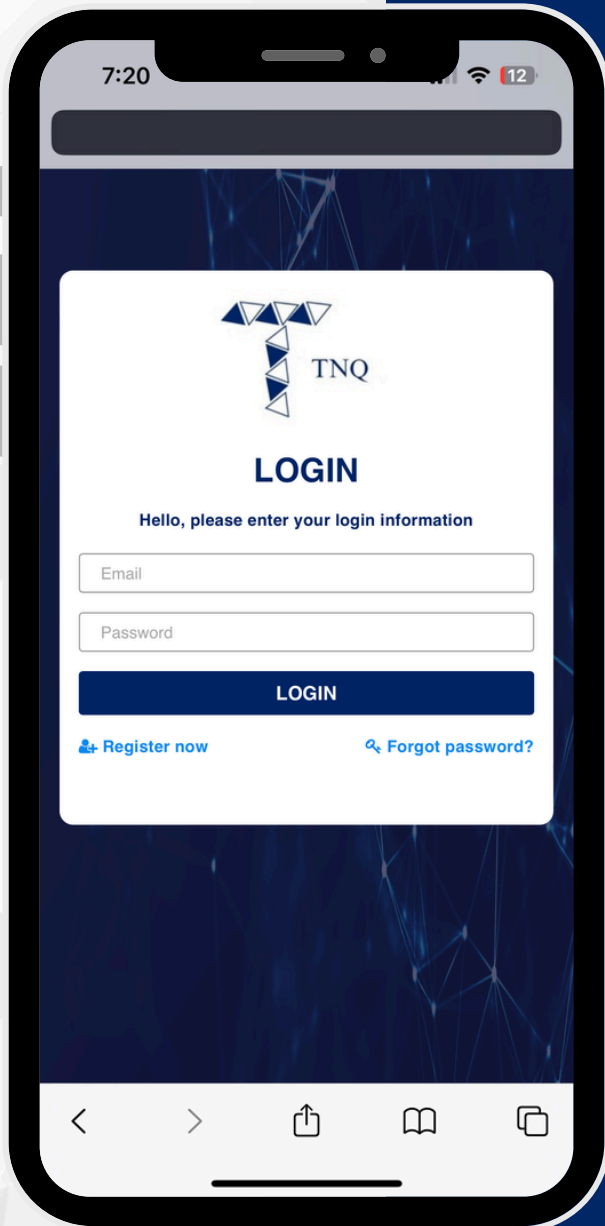 7:20
12
TNQ
LOGIN
Hello, please enter your login information
Email
Password
LOGIN
Register now
Forgot password?